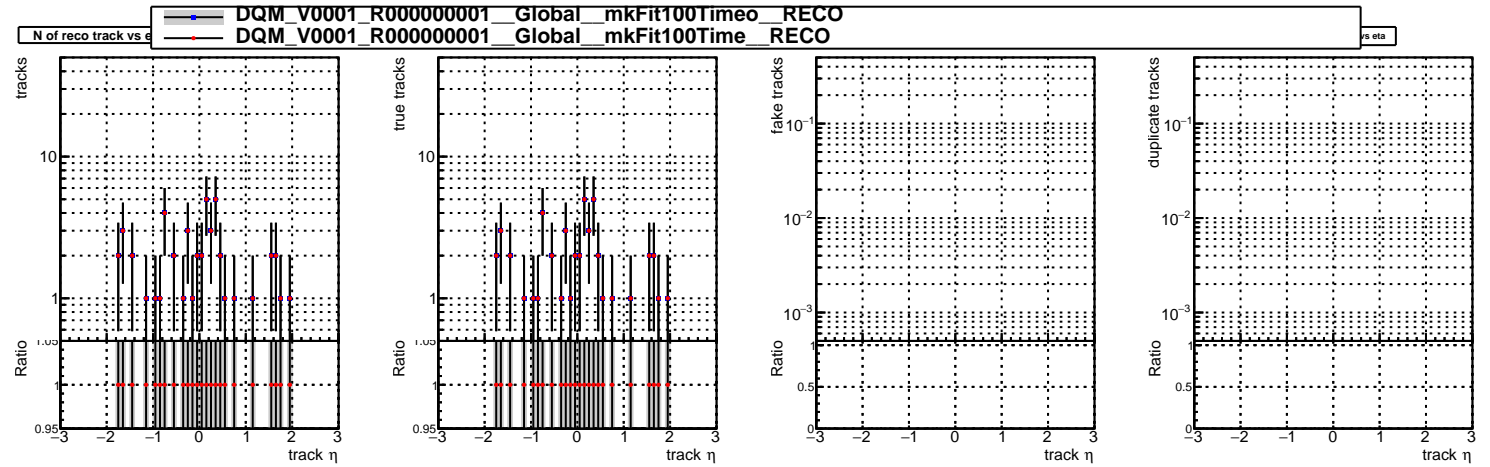 DQM_V0001_R000000001__Global__mkFit100Timeo__RECO
DQM_V0001_R000000001__Global__mkFit100Time__RECO
N of reco track vs e
vs eta
tracks
10
1
Ratio
1.05
1
0.95
−3 −2 −1 0 1 2 3
track η
true tracks
10
1
Ratio
1.05
1
0.95
−3 −2 −1 0 1 2 3
track η
fake tracks
10−1
10−2
10−3
Ratio
1
0.5
0
−3 −2 −1 0 1 2 3
track η
duplicate tracks
10−1
10−2
10−3
Ratio
1
0.5
0
−3 −2 −1 0 1 2 3
track η